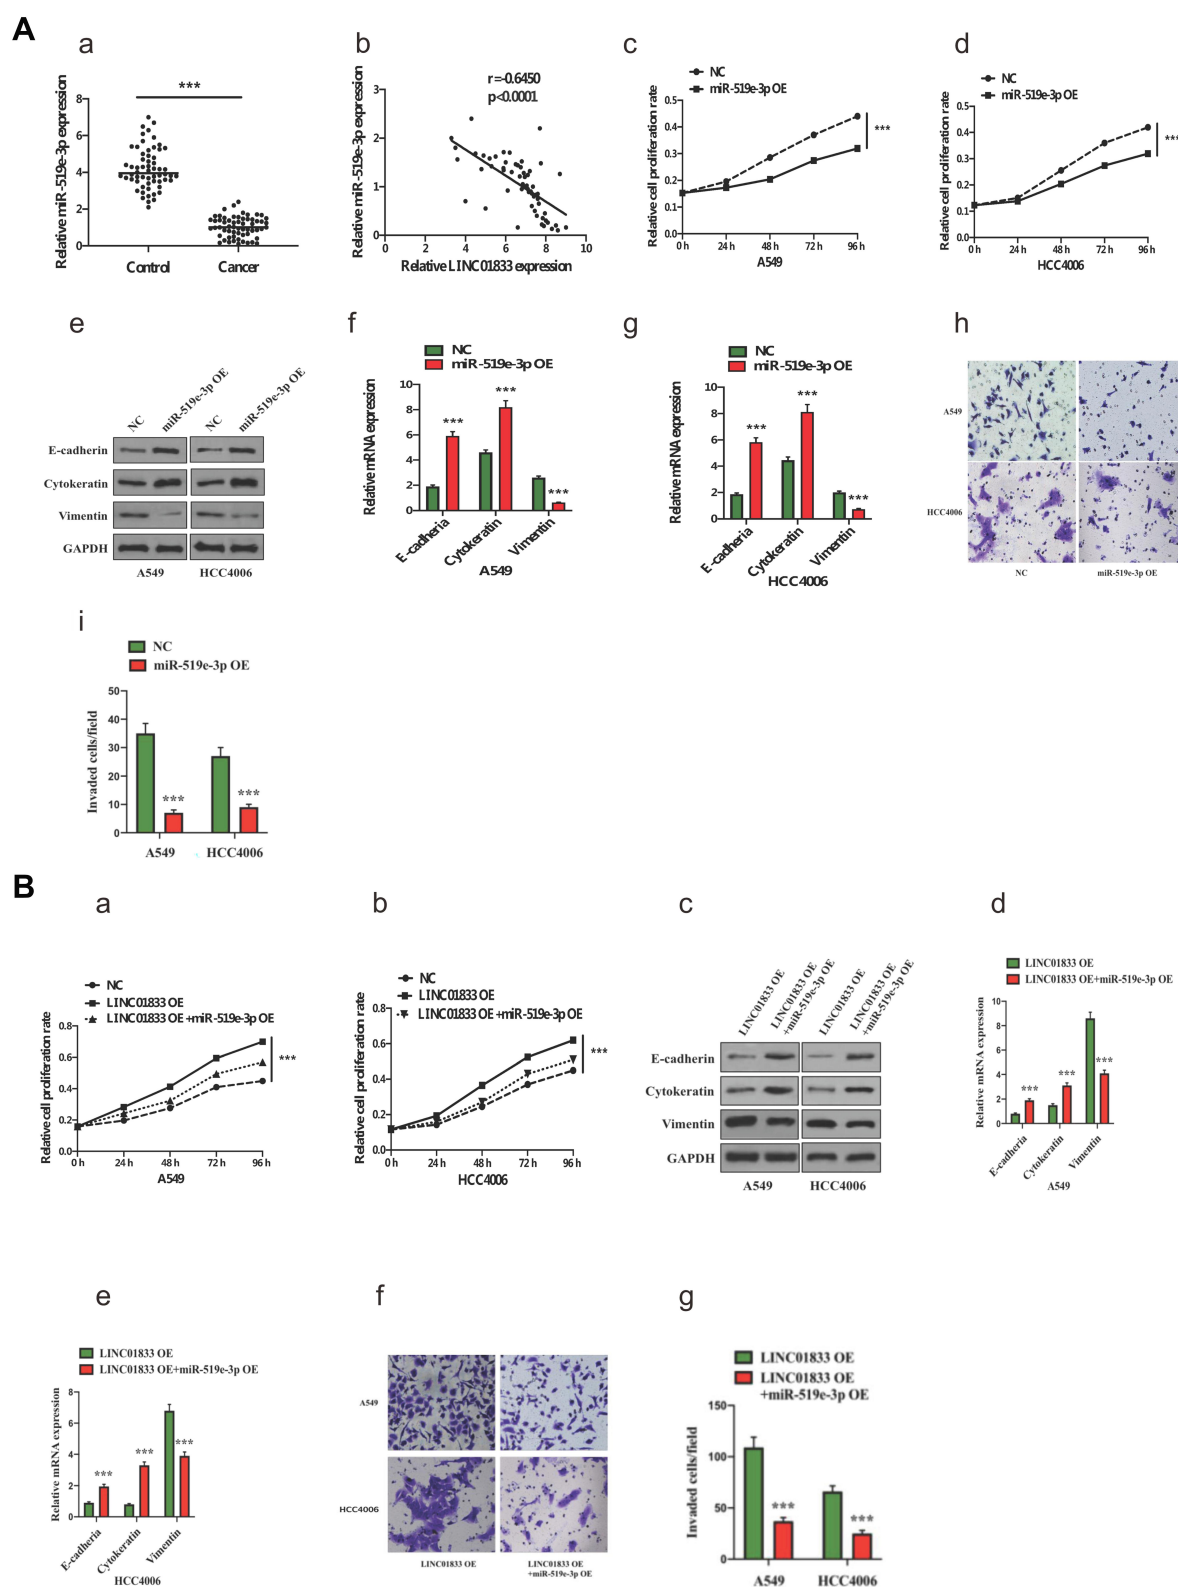 A
a
***
Relative miR-519e-3p expression
8
6
4
2
0
Control
Cancer
b
r=-0.6450
p<0.0001
Relative miR-519e-3p expression
3
2
1
0
0 2 4 6 8 10
Relative LINC01833 expression
c
NC
miR-519e-3p OE
Relative cell proliferation rate
0.5
0.4
0.3
0.2
0.1
0.0
***
0 h 24 h 48 h 72 h 96 h
A549
d
NC
miR-519e-3p OE
Relative cell proliferation rate
0.5
0.4
0.3
0.2
0.1
0.0
***
0 h 24 h 48 h 72 h 96 h
HCC4006
e
NC miR-519e-3p OE NC miR-519e-3p OE
E-cadherin
Cytokeratin
Vimentin
GAPDH
A549 HCC4006
f
NC
miR-519e-3p OE
Relative mRNA expression
10
8
6
4
2
0
*** *** ***
E-cadheria Cytokeratin Vimentin
A549
g
NC
miR-519e-3p OE
Relative mRNA expression
10
8
6
4
2
0
*** *** ***
E-cadheria Cytokeratin Vimentin
HCC4006
h
A549
HCC4006
NC miR-519e-3p OE
i
NC
miR-519e-3p OE
Invaded cells/field
50
40
30
20
10
0
*** ***
A549 HCC4006
B
a
NC
LINC01833 OE
LINC01833 OE+miR-519e-3p OE
Relative cell proliferation rate
0.8
0.6
0.4
0.2
0.0
***
0 h 24 h 48 h 72 h 96 h
A549
b
NC
LINC01833 OE
LINC01833 OE+miR-519e-3p OE
Relative cell proliferation rate
0.8
0.6
0.4
0.2
0.0
***
0 h 24 h 48 h 72 h 96 h
HCC4006
c
LINC01833 OE
LINC01833 OE
+miR-519e-3p OE
LINC01833 OE
LINC01833 OE
+miR-519e-3p OE
E-cadherin
Cytokeratin
Vimentin
GAPDH
A549 HCC4006
d
LINC01833 OE
LINC01833 OE+miR-519e-3p OE
Relative mRNA expression
10
8
6
4
2
0
*** *** ***
E-cadheria Cytokeratin Vimentin
A549
e
LINC01833 OE
LINC01833 OE+miR-519e-3p OE
Relative mRNA expression
8
6
4
2
0
*** *** ***
E-cadheria Cytokeratin Vimentin
HCC4006
f
A549
HCC4006
LINC01833 OE
LINC01833 OE
+miR-519e-3p OE
g
LINC01833 OE
LINC01833 OE
+miR-519e-3p OE
Invaded cells/field
150
100
50
0
*** ***
A549 HCC4006